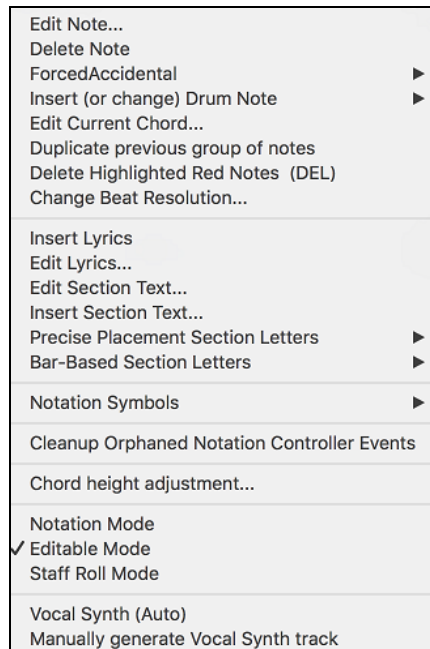 Edit Note...
Delete Note
ForcedAccidental
Insert (or change) Drum Note
Edit Current Chord...
Duplicate previous group of notes
Delete Highlighted Red Notes  (DEL)
Change Beat Resolution...
Insert Lyrics
Edit Lyrics...
Edit Section Text...
Insert Section Text...
Precise Placement Section Letters
Bar-Based Section Letters
Notation Symbols
Cleanup Orphaned Notation Controller Events
Chord height adjustment...
Notation Mode
✓ Editable Mode
Staff Roll Mode
Vocal Synth (Auto)
Manually generate Vocal Synth track